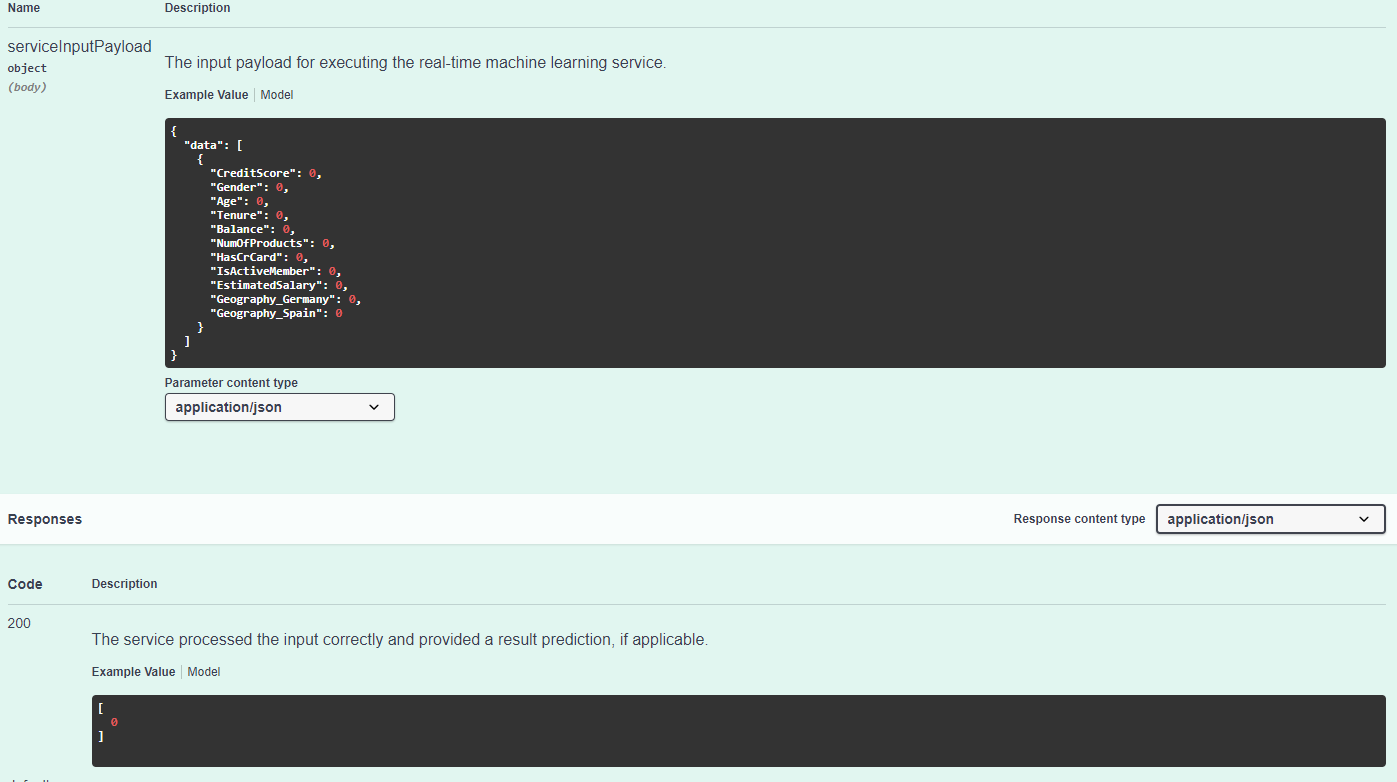 Name Description
serviceInputPayload
object
(body)
The input payload for executing the real-time machine learning service.
Example Value | Model
{
  "data": [
    {
      "CreditScore": 0,
      "Gender": 0,
      "Age": 0,
      "Tenure": 0,
      "Balance": 0,
      "NumOfProducts": 0,
      "HasCrCard": 0,
      "IsActiveMember": 0,
      "EstimatedSalary": 0,
      "Geography_Germany": 0,
      "Geography_Spain": 0
    }
  ]
}
Parameter content type
application/json
Responses Response content type application/json
Code Description
200
The service processed the input correctly and provided a result prediction, if applicable.
Example Value | Model
[
  0
]